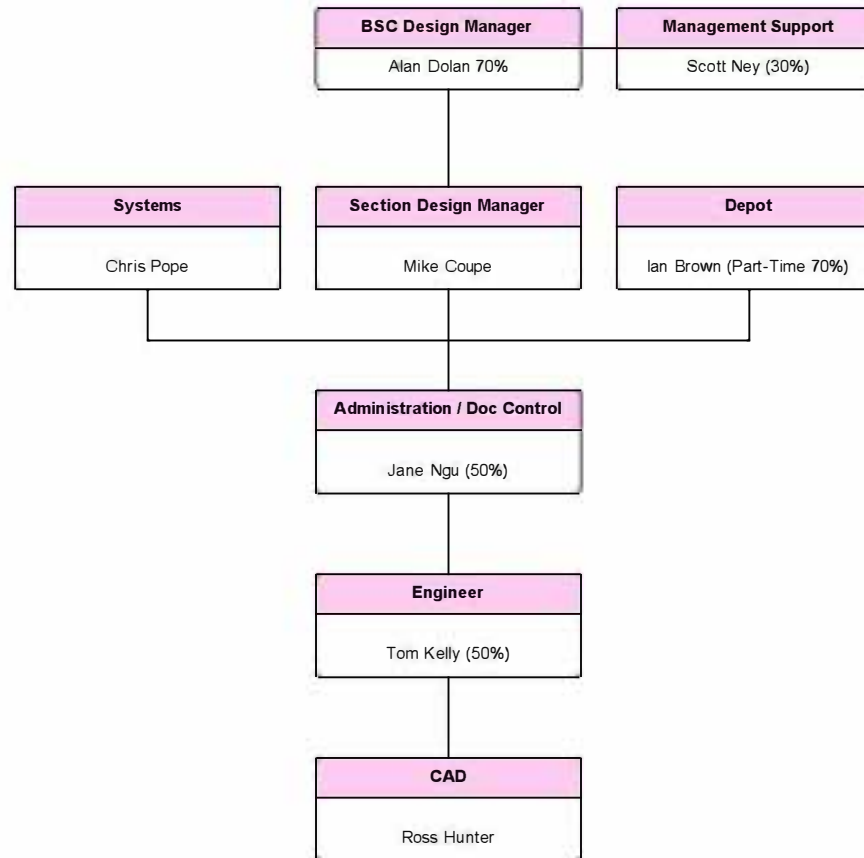 BSC Design Manager
Alan Dolan 70%
Management Support
Scott Ney (30%)
Systems
Chris Pope
Section Design Manager
Mike Coupe
Depot
Ian Brown (Part-Time 70%)
Administration / Doc Control
Jane Ngu (50%)
Engineer
Tom Kelly (50%)
CAD
Ross Hunter